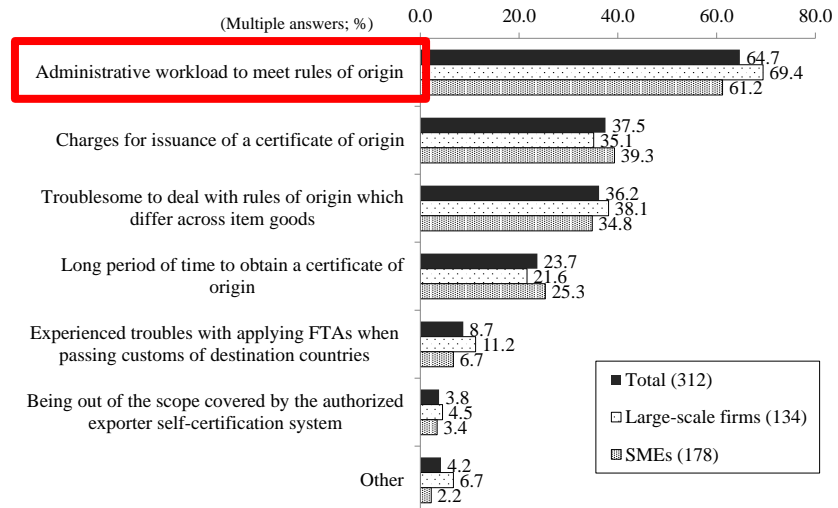 (Multiple answers; %)
0.0 20.0 40.0 60.0 80.0
Administrative workload to meet rules of origin
64.7
69.4
61.2
Charges for issuance of a certificate of origin
37.5
35.1
39.3
Troublesome to deal with rules of origin which
differ across item goods
36.2
38.1
34.8
Long period of time to obtain a certificate of
origin
23.7
21.6
25.3
Experienced troubles with applying FTAs when
passing customs of destination countries
8.7
11.2
6.7
Being out of the scope covered by the authorized
exporter self-certification system
3.8
4.5
3.4
Other
4.2
6.7
2.2
Total (312)
Large-scale firms (134)
SMEs (178)